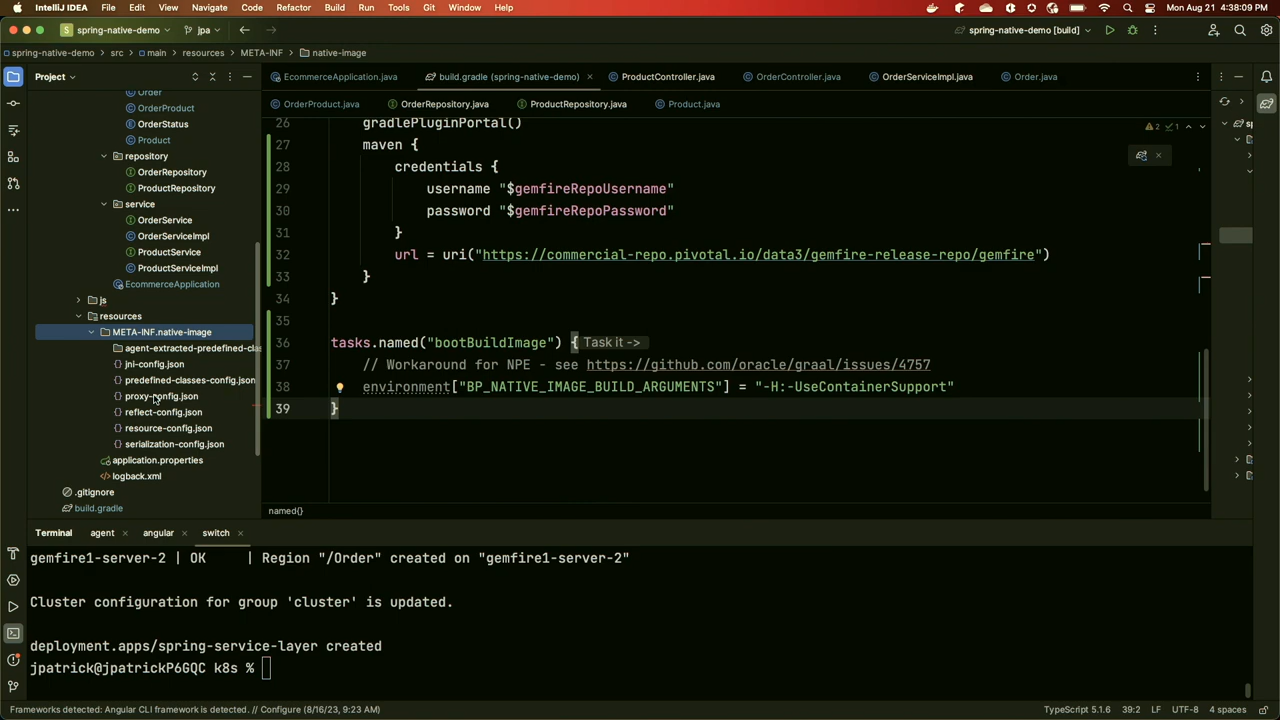 IntelliJ IDEA File Edit View Navigate Code Refactor Build Run Tools Git Window Help Mon Aug 21 4:38:09 PM
S spring-native-demo jpa spring-native-demo [build]
spring-native-demo src main resources META-INF native-image
Project
EcommerceApplication.java build.gradle (spring-native-demo) ProductController.java OrderController.java OrderServiceImpl.java Order.java
OrderProduct.java OrderRepository.java ProductRepository.java Product.java
Order
OrderProduct
OrderStatus
Product
repository
OrderRepository
ProductRepository
service
OrderService
OrderServiceImpl
ProductService
ProductServiceImpl
EcommerceApplication
js
resources
META-INF.native-image
agent-extracted-predefined-clas
jni-config.json
predefined-classes-config.json
proxy-config.json
reflect-config.json
resource-config.json
serialization-config.json
application.properties
logback.xml
.gitignore
build.gradle
26 gradlePluginPortal()
27 maven {
28 credentials {
29 username "$gemfireRepoUsername"
30 password "$gemfireRepoPassword"
31 }
32 url = uri("https://commercial-repo.pivotal.io/data3/gemfire-release-repo/gemfire")
33 }
34 }
35
36 tasks.named("bootBuildImage") { Task it ->
37 // Workaround for NPE - see https://github.com/oracle/graal/issues/4757
38 environment["BP_NATIVE_IMAGE_BUILD_ARGUMENTS"] = "-H:-UseContainerSupport"
39 }
2 1
named{}
sp
Terminal agent angular switch
gemfire1-server-2 | OK | Region "/Order" created on "gemfire1-server-2"
Cluster configuration for group 'cluster' is updated.
deployment.apps/spring-service-layer created
jpatrick@jpatrickP6GQC k8s %
Frameworks detected: Angular CLI framework is detected. // Configure (8/16/23, 9:23 AM) TypeScript 5.1.6 39:2 LF UTF-8 4 spaces